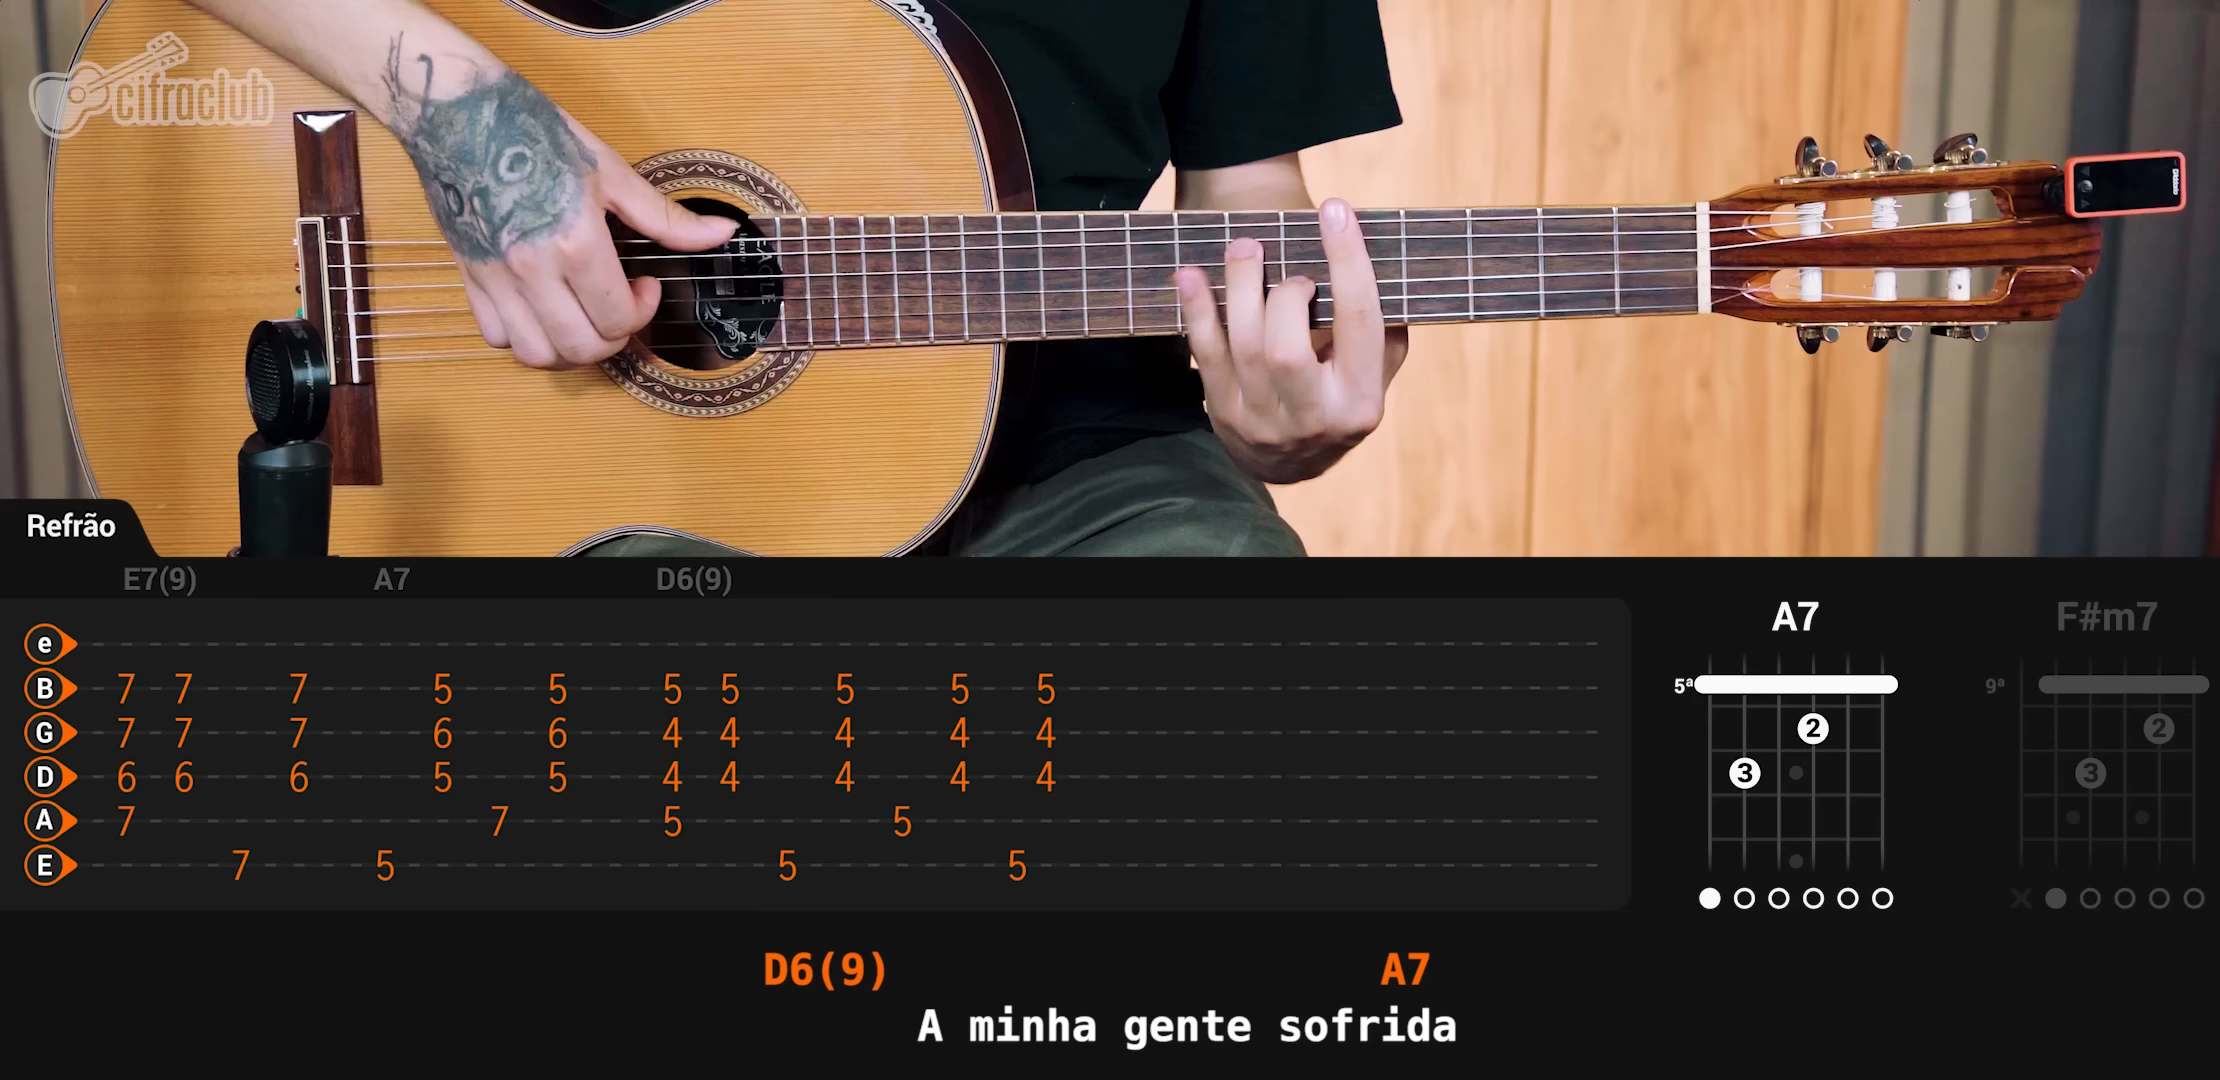 cifraclub
EAGLE
Refrão
E7(9) A7 D6(9)
e
B 7 7 7 5 5 5 5 5 5 5
G 7 7 7 6 6 4 4 4 4 4
D 6 6 6 5 5 4 4 4 4 4
A 7 7 5 5
E 7 5 5 5
A7
5ª
2
3
F#m7
9ª
2
3
X
D6(9) A7
A minha gente sofrida